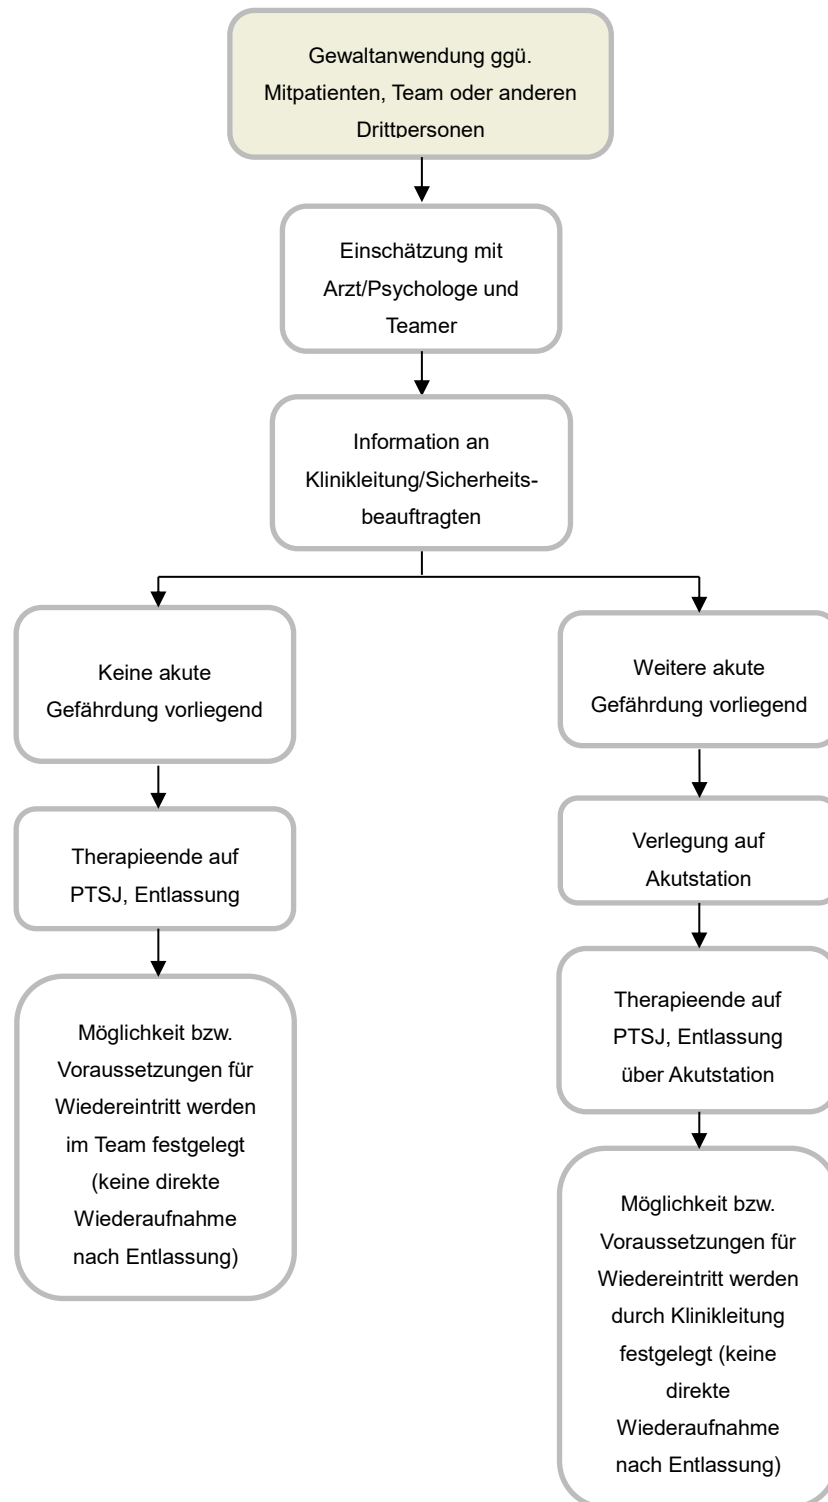 Gewaltanwendung ggü.
Mitpatienten, Team oder anderen
Drittpersonen
Einschätzung mit
Arzt/Psychologe und
Teamer
Information an
Klinikleitung/Sicherheits-
beauftragten
Keine akute
Gefährdung vorliegend
Therapieende auf
PTSJ, Entlassung
Möglichkeit bzw.
Voraussetzungen für
Wiedereintritt werden
im Team festgelegt
(keine direkte
Wiederaufnahme
nach Entlassung)
Weitere akute
Gefährdung vorliegend
Verlegung auf
Akutstation
Therapieende auf
PTSJ, Entlassung
über Akutstation
Möglichkeit bzw.
Voraussetzungen für
Wiedereintritt werden
durch Klinikleitung
festgelegt (keine
direkte
Wiederaufnahme
nach Entlassung)